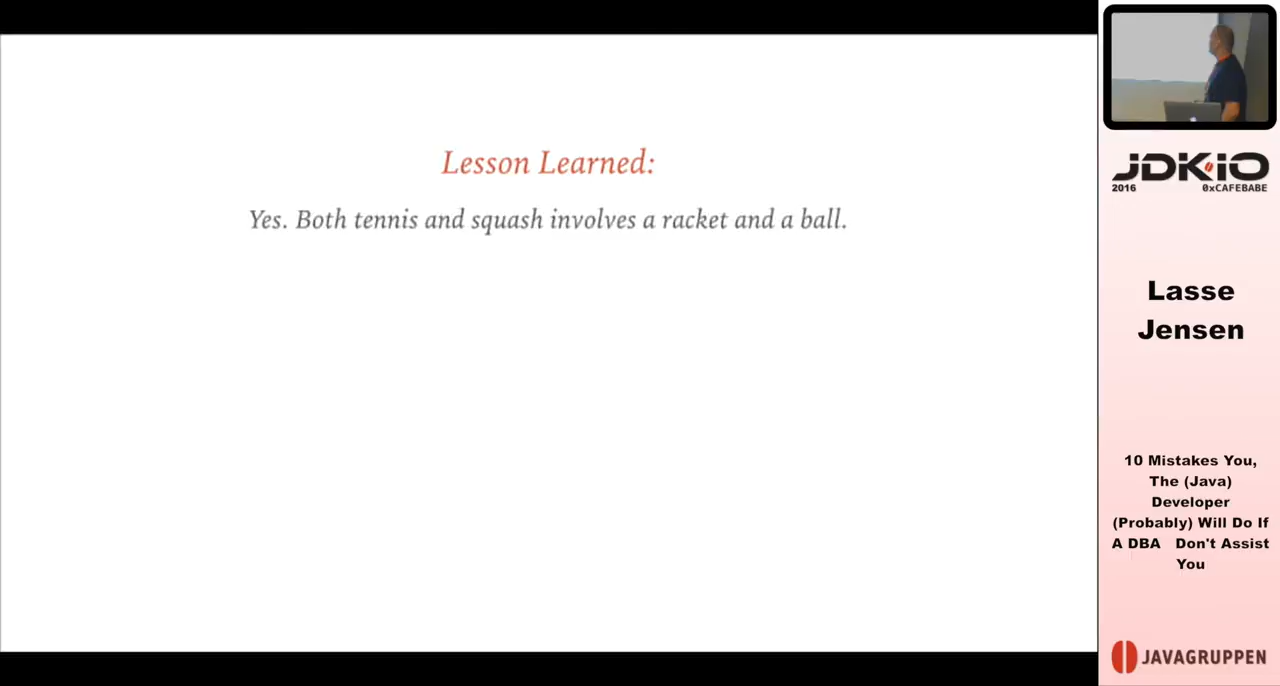 Lesson Learned:
Yes. Both tennis and squash involves a racket and a ball.
JDK.IO
2016 0xCAFEBABE
Lasse
Jensen
10 Mistakes You,
The (Java)
Developer
(Probably) Will Do If
A DBA Don't Assist
You
JAVAGRUPPEN